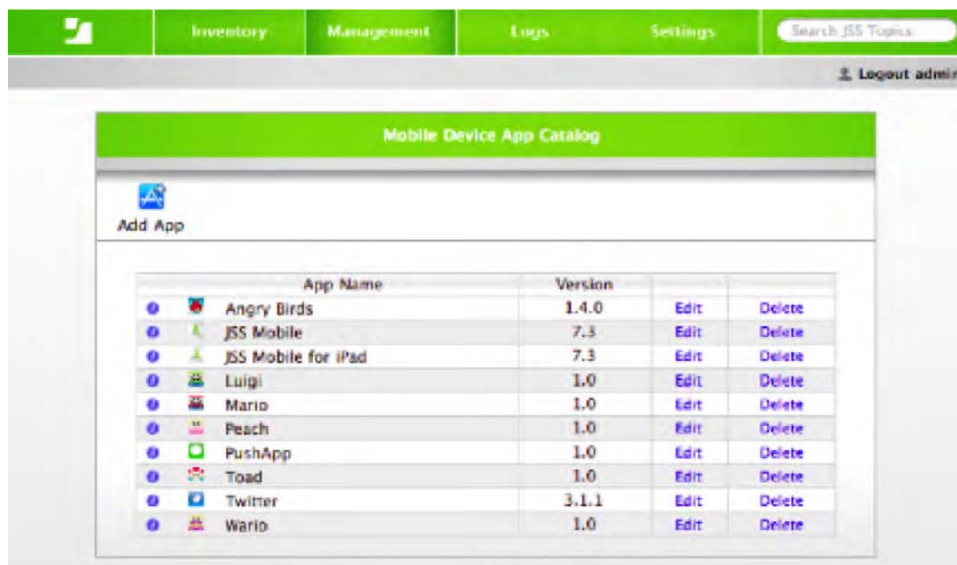 Inventory Management Logs Settings Search JSS Topics
Logout admin
Mobile Device App Catalog
Add App
App Name Version
Angry Birds 1.4.0 Edit Delete
JSS Mobile 7.3 Edit Delete
JSS Mobile for iPad 7.3 Edit Delete
Luigi 1.0 Edit Delete
Mario 1.0 Edit Delete
Peach 1.0 Edit Delete
PushApp 1.0 Edit Delete
Toad 1.0 Edit Delete
Twitter 3.1.1 Edit Delete
Wario 1.0 Edit Delete